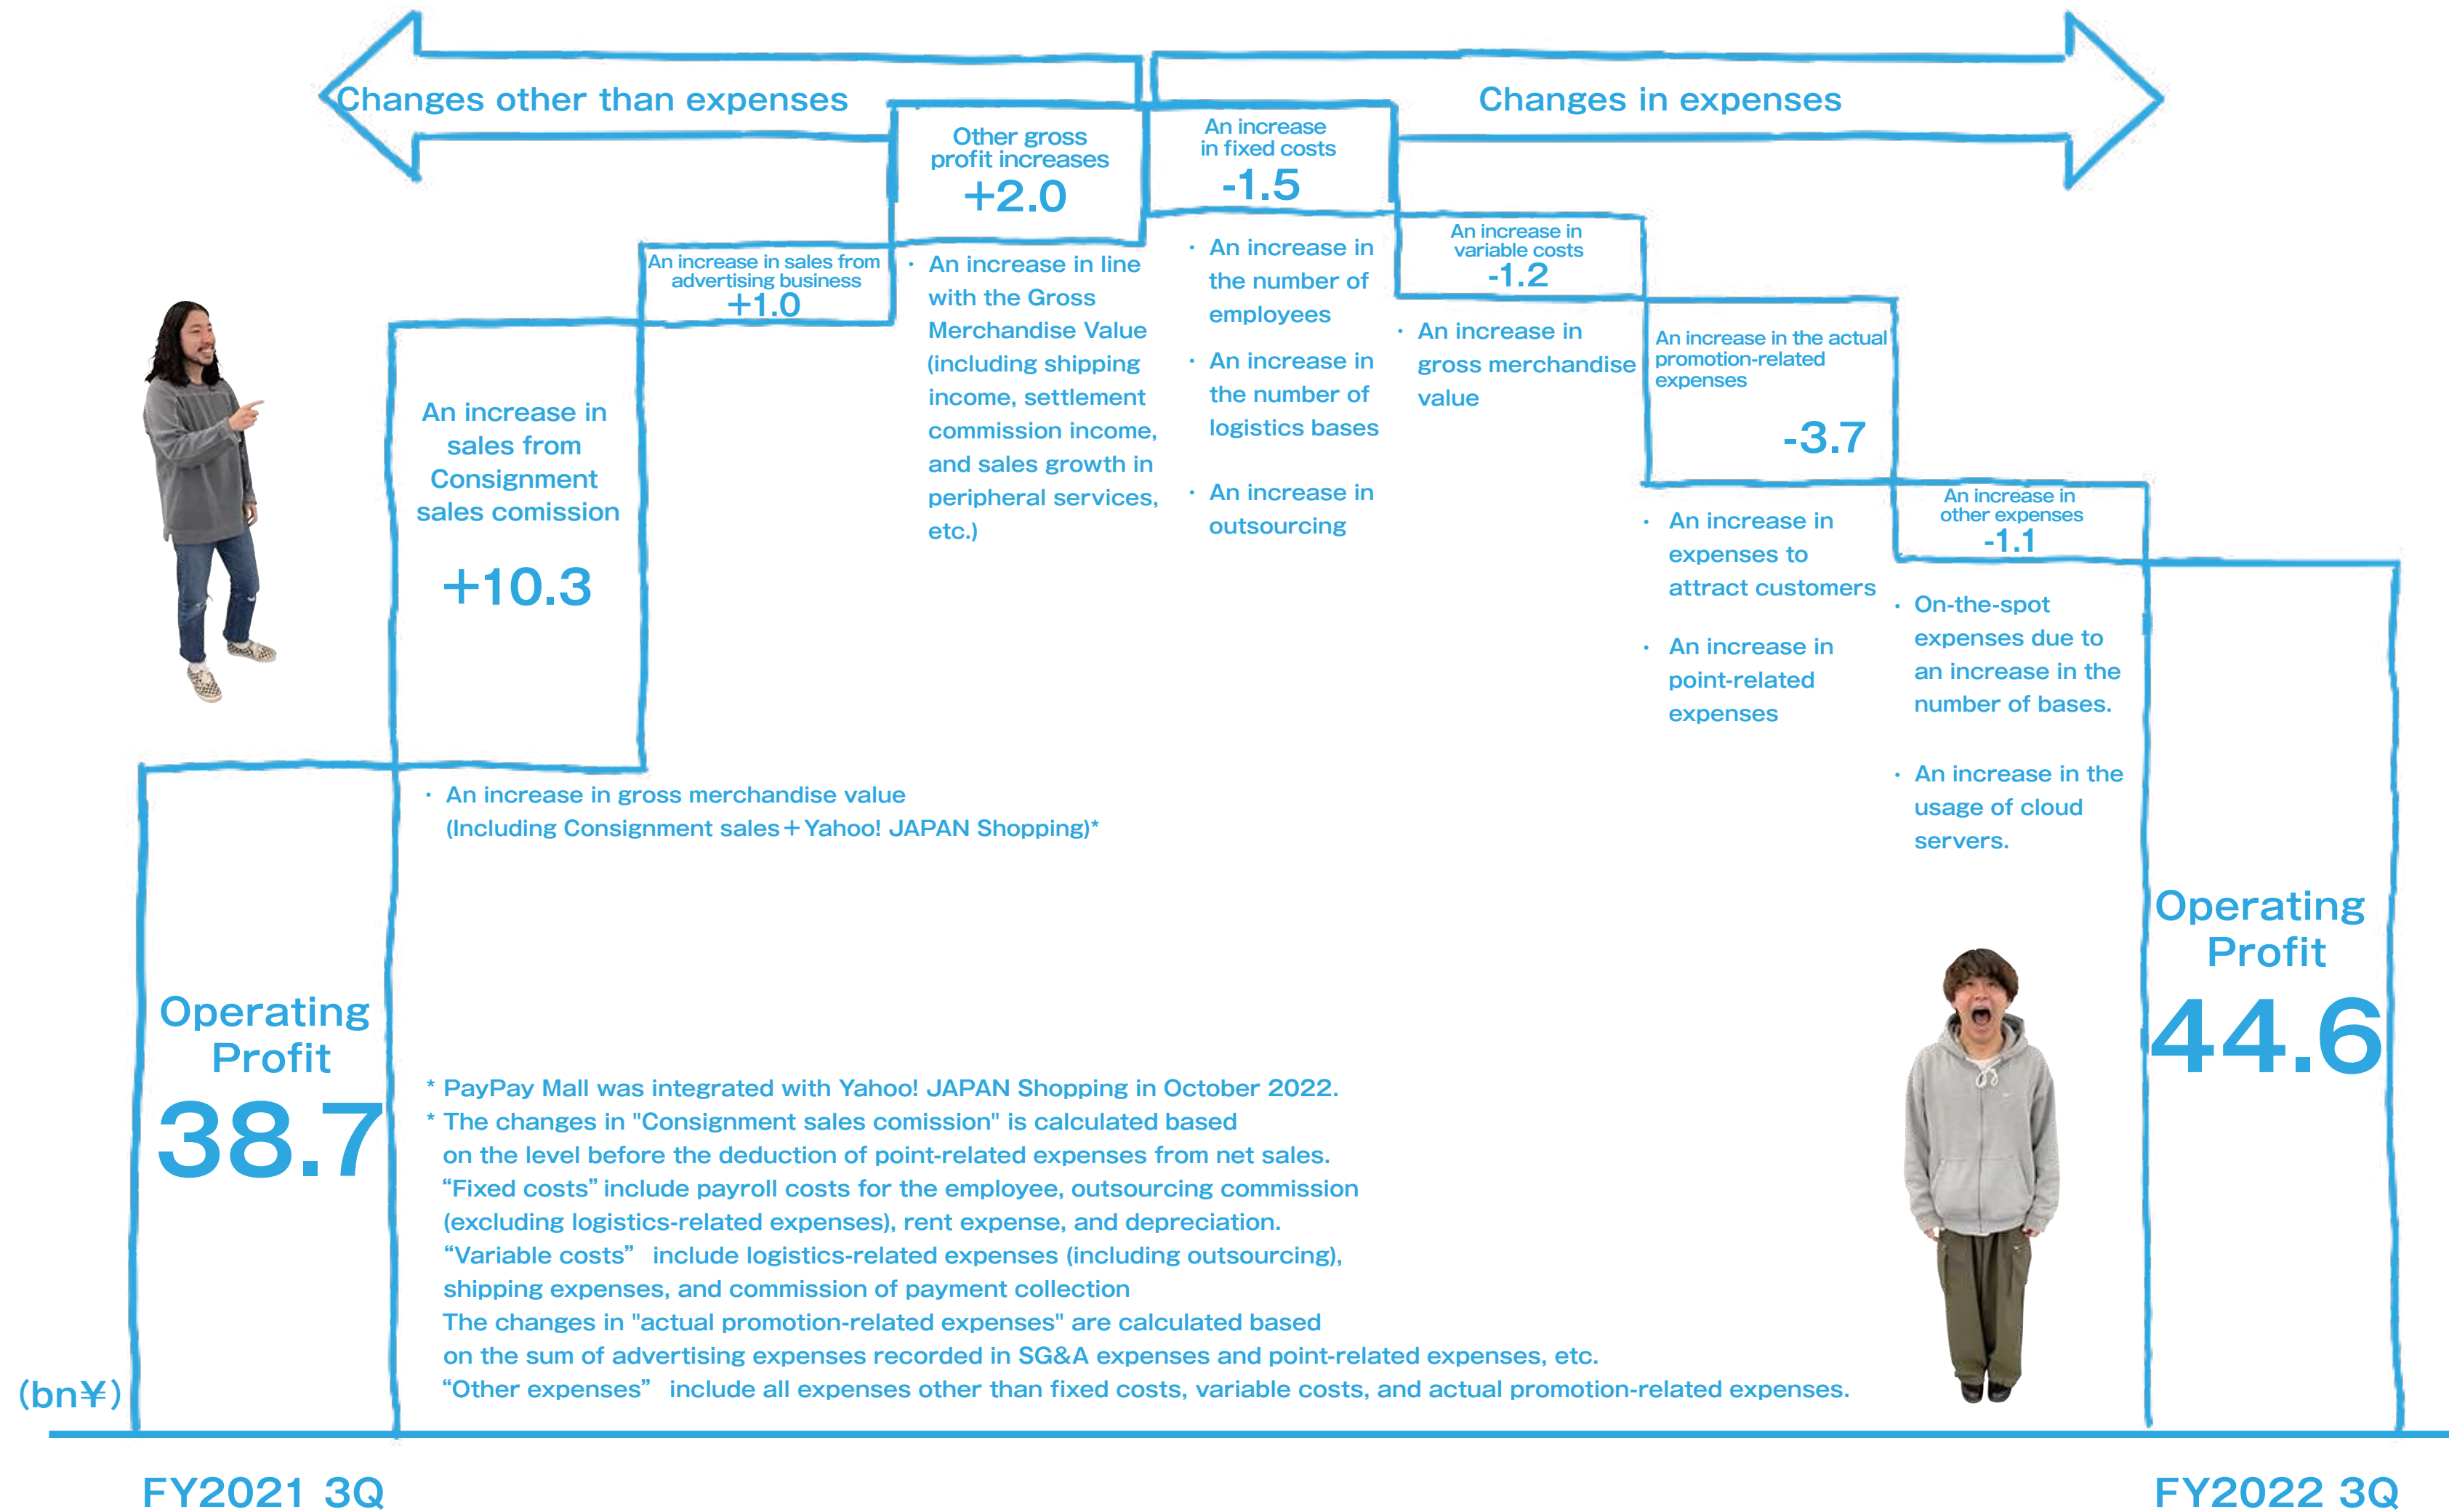 Changes other than expenses
Changes in expenses
Other gross
profit increases
+2.0
An increase
in fixed costs
-1.5
An increase in sales from
advertising business
+1.0
・ An increase in line
with the Gross
Merchandise Value
(including shipping
income, settlement
commission income,
and sales growth in
peripheral services,
etc.)
・ An increase in
the number of
employees
・ An increase in
the number of
logistics bases
・ An increase in
outsourcing
An increase in
variable costs
-1.2
・ An increase in
gross merchandise
value
An increase in the actual
promotion-related
expenses
-3.7
An increase in
sales from
Consignment
sales comission
+10.3
・ An increase in
expenses to
attract customers
・ An increase in
point-related
expenses
An increase in
other expenses
-1.1
・ On-the-spot
expenses due to
an increase in the
number of bases.
・ An increase in the
usage of cloud
servers.
・ An increase in gross merchandise value
(Including Consignment sales+Yahoo! JAPAN Shopping)*
Operating
Profit
38.7
Operating
Profit
44.6
* PayPay Mall was integrated with Yahoo! JAPAN Shopping in October 2022.
* The changes in "Consignment sales comission" is calculated based
on the level before the deduction of point-related expenses from net sales.
“Fixed costs” include payroll costs for the employee, outsourcing commission
(excluding logistics-related expenses), rent expense, and depreciation.
“Variable costs” include logistics-related expenses (including outsourcing),
shipping expenses, and commission of payment collection
The changes in "actual promotion-related expenses" are calculated based
on the sum of advertising expenses recorded in SG&A expenses and point-related expenses, etc.
“Other expenses” include all expenses other than fixed costs, variable costs, and actual promotion-related expenses.
(bn¥)
FY2021 3Q
FY2022 3Q